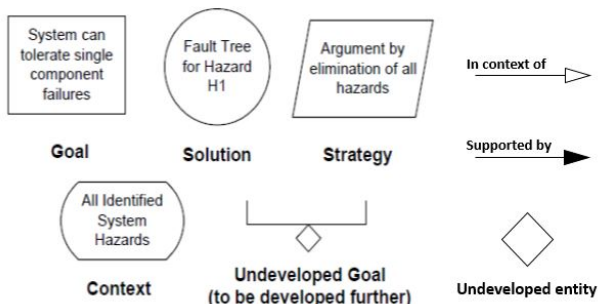 System can
tolerate single
component
failures
Goal
Fault Tree
for Hazard
H1
Solution
Argument by
elimination of all
hazards
Strategy
In context of
Supported by
All Identified
System
Hazards
Context
Undeveloped Goal
(to be developed further)
Undeveloped entity